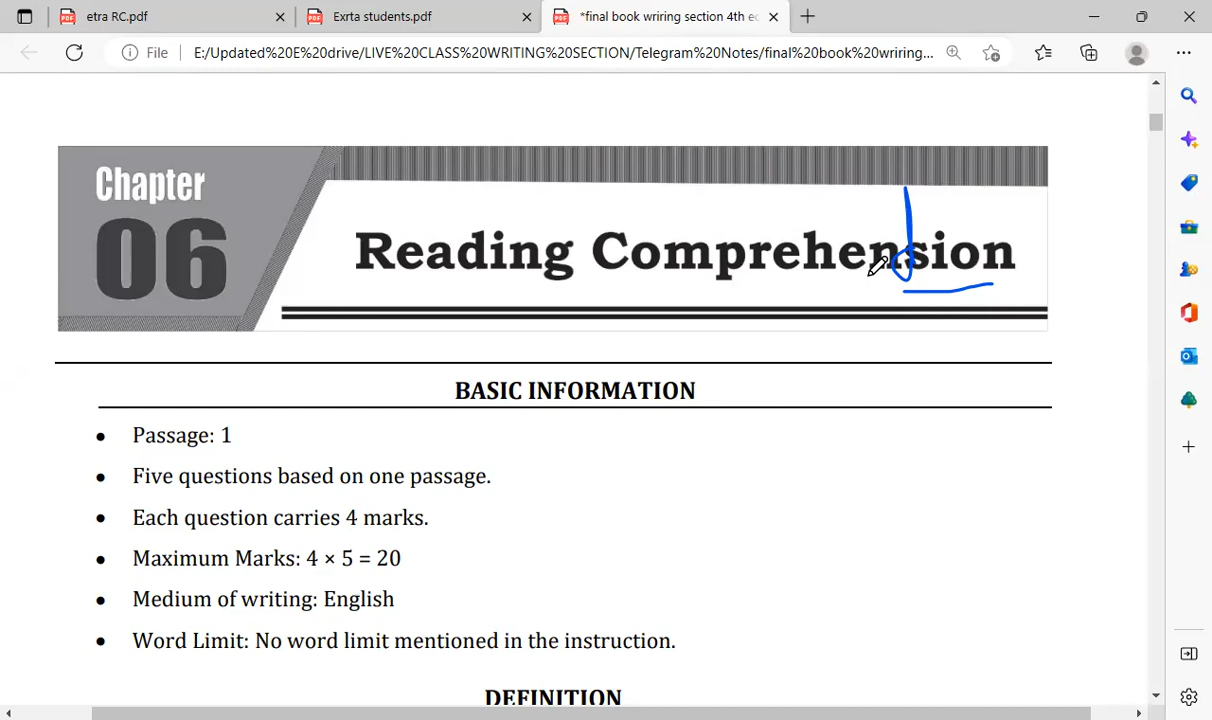 etra RC.pdf
Exrta students.pdf
*final book wriring section 4th ec
File
E:/Updated%20E%20drive/LIVE%20CLASS%20WRITING%20SECTION/Telegram%20Notes/final%20book%20wriring...
Chapter
06
Reading Comprehension
BASIC INFORMATION
• Passage: 1
• Five questions based on one passage.
• Each question carries 4 marks.
• Maximum Marks: 4 × 5 = 20
• Medium of writing: English
• Word Limit: No word limit mentioned in the instruction.
DEFINITION